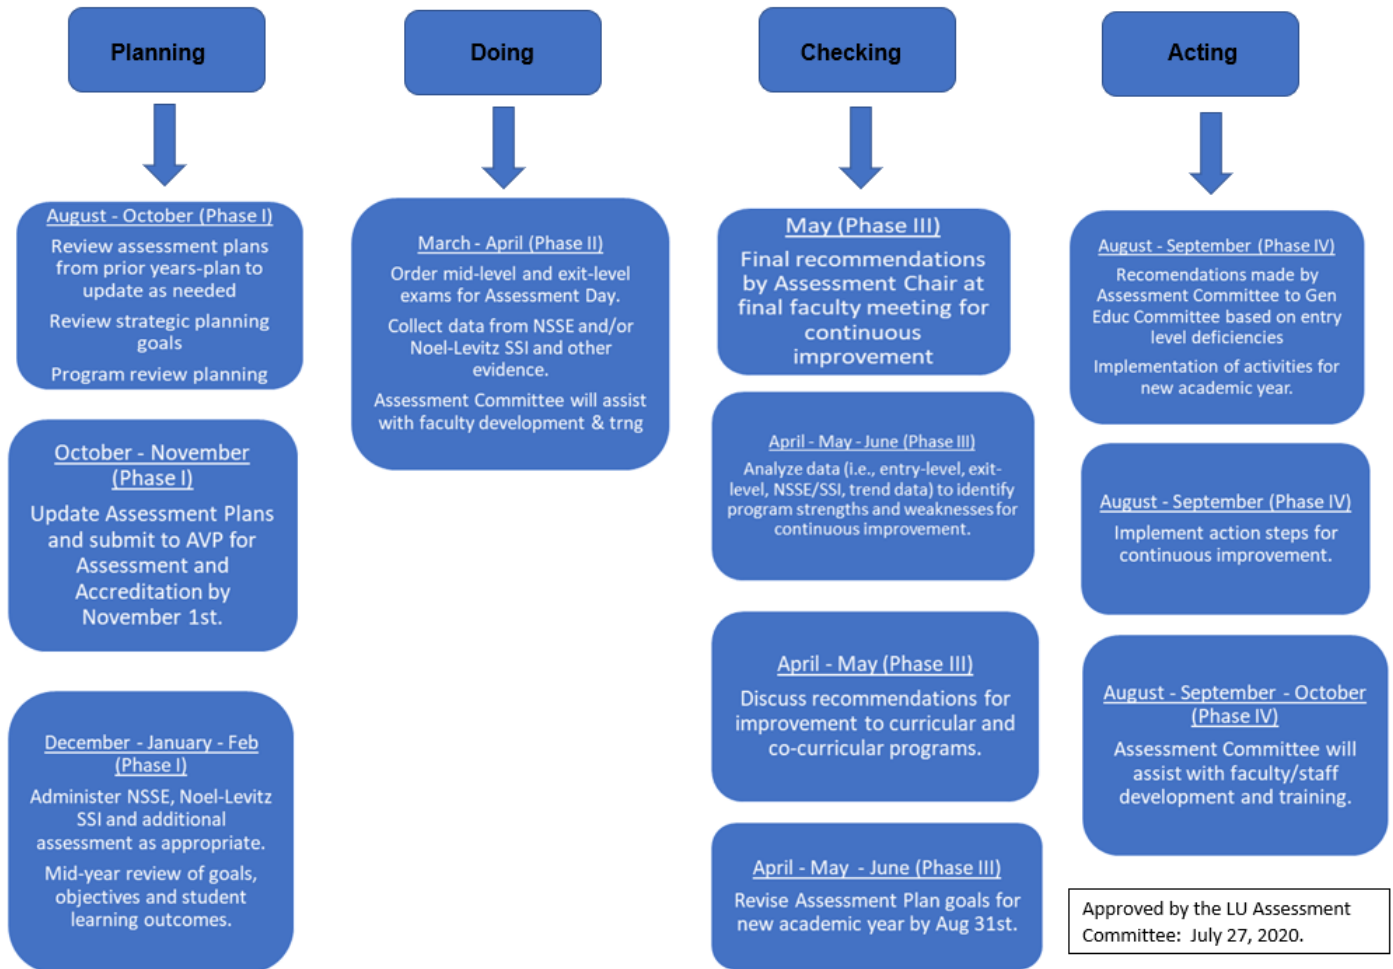 Planning
August - October (Phase I)
Review assessment plans
from prior years-plan to
update as needed
Review strategic planning
goals
Program review planning
October - November
(Phase I)
Update Assessment Plans
and submit to AVP for
Assessment and
Accreditation by
November 1st.
December - January - Feb
(Phase I)
Administer NSSE, Noel-Levitz
SSI and additional
assessment as appropriate.
Mid-year review of goals,
objectives and student
learning outcomes.
Doing
March - April (Phase II)
Order mid-level and exit-level
exams for Assessment Day.
Collect data from NSSE and/or
Noel-Levitz SSI and other
evidence.
Assessment Committee will assist
with faculty development & trng
Checking
May (Phase III)
Final recommendations
by Assessment Chair at
final faculty meeting for
continuous
improvement
April - May - June (Phase III)
Analyze data (i.e., entry-level, exit-
level, NSSE/SSI, trend data) to identify
program strengths and weaknesses for
continuous improvement.
April - May (Phase III)
Discuss recommendations for
improvement to curricular and
co-curricular programs.
April - May  - June (Phase III)
Revise Assessment Plan goals for
new academic year by Aug 31st.
Acting
August - September (Phase IV)
Recomendations made by
Assessment Committee to Gen
Educ Committee based on entry
level deficiencies
Implementation of activities for
new academic year.
August - September (Phase IV)
Implement action steps for
continuous improvement.
August - September - October
(Phase IV)
Assessment Committee will
assist with faculty/staff
development and training.
Approved by the LU Assessment
Committee:  July 27, 2020.